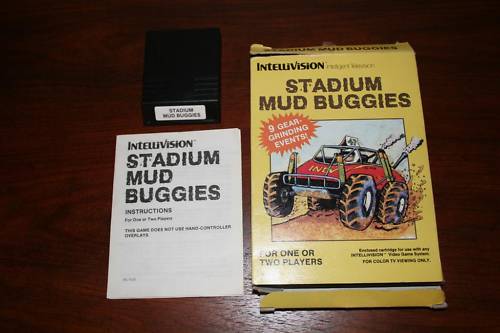 STADIUM MUD BUGGIES
STADIUM
MUD BUGGIES
INTELLIVISION
STADIUM
MUD
BUGGIES
INSTRUCTIONS
For One or Two Players
THIS GAME DOES NOT USE HAND-CONTROLLER
OVERLAYS.
INTELLIVISION Intelligent Television
STADIUM
MUD BUGGIES
9 GEAR-
GRINDING
EVENTS!
INTV
FOR ONE OR
TWO PLAYERS
Enclosed cartridge for use with any
INTELLIVISION™ Video Game System.
FOR COLOR TV VIEWING ONLY.